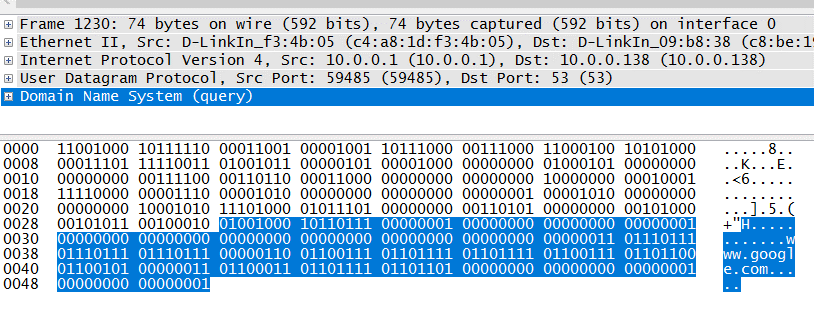 Frame 1230: 74 bytes on wire (592 bits), 74 bytes captured (592 bits) on interface 0
Ethernet II, Src: D-LinkIn_f3:4b:05 (c4:a8:1d:f3:4b:05), Dst: D-LinkIn_09:b8:38 (c8:be:19
Internet Protocol Version 4, Src: 10.0.0.1 (10.0.0.1), Dst: 10.0.0.138 (10.0.0.138)
User Datagram Protocol, Src Port: 59485 (59485), Dst Port: 53 (53)
Domain Name System (query)
0000 11001000 10111110 00011001 00001001 10111000 00111000 11000100 10101000 .....8..
0008 00011101 11110011 01001011 00000101 00001000 00000000 01000101 00000000 ..K...E.
0010 00000000 00111100 00110110 00011000 00000000 00000000 10000000 00010001 .<6.....
0018 11110000 00001110 00001010 00000000 00000000 00000001 00001010 00000000 ........
0020 00000000 10001010 11101000 01011101 00000000 00110101 00000000 00101000 ...].5.(
0028 00101011 00100010 01001000 10110111 00000001 00000000 00000000 00000001 +"H.....
0030 00000000 00000000 00000000 00000000 00000000 00000000 00000011 01110111 .......w
0038 01110111 01110111 00000110 01100111 01101111 01101111 01100111 01101100 ww.googl
0040 01100101 00000011 01100011 01101111 01101101 00000000 00000000 00000001 e.com...
0048 00000000 00000001 ..